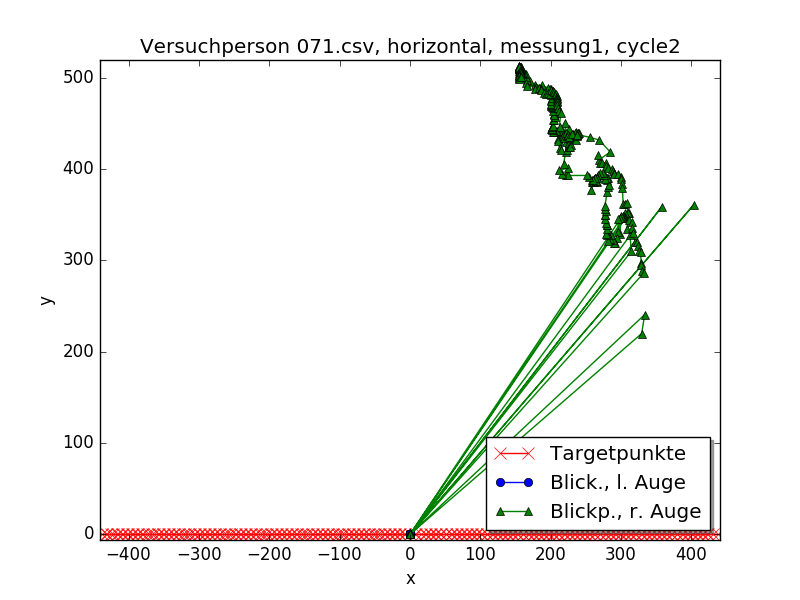 Versuchperson 071.csv, horizontal, messung1, cycle2
500
400
300
200
100
0
y
−400 −300 −200 −100 0 100 200 300 400
x
Targetpunkte
Blick., l. Auge
Blickp., r. Auge